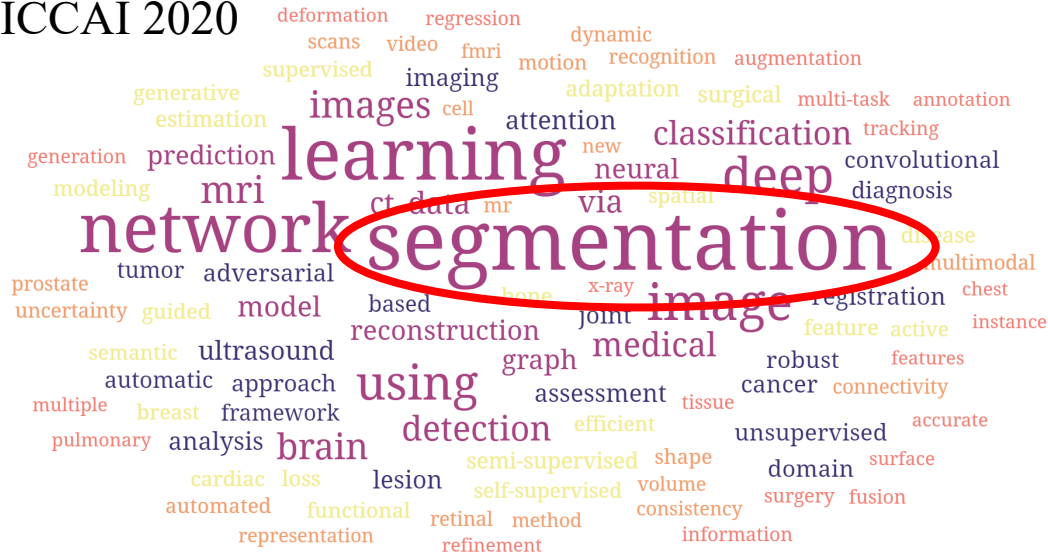 ICCAI 2020
deformation
regression
scans
video
fmri
dynamic
motion
recognition
augmentation
supervised
imaging
generative
images
cell
adaptation
surgical
multi-task
annotation
estimation
attention
classification
tracking
generation
prediction
learning
new
neural
deep
convolutional
modeling
mri
ct
data
mr
via
spatial
diagnosis
network
segmentation
disease
tumor
adversarial
multimodal
prostate
uncertainty
guided
model
based
bone
x-ray
image
registration
chest
joint
instance
reconstruction
feature
active
semantic
ultrasound
graph
medical
robust
features
automatic
approach
using
assessment
tissue
cancer
connectivity
multiple
breast
framework
accurate
pulmonary
analysis
brain
detection
efficient
unsupervised
semi-supervised
shape
domain
surface
cardiac
loss
lesion
self-supervised
volume
surgery
fusion
automated
functional
retinal
method
consistency
representation
refinement
information